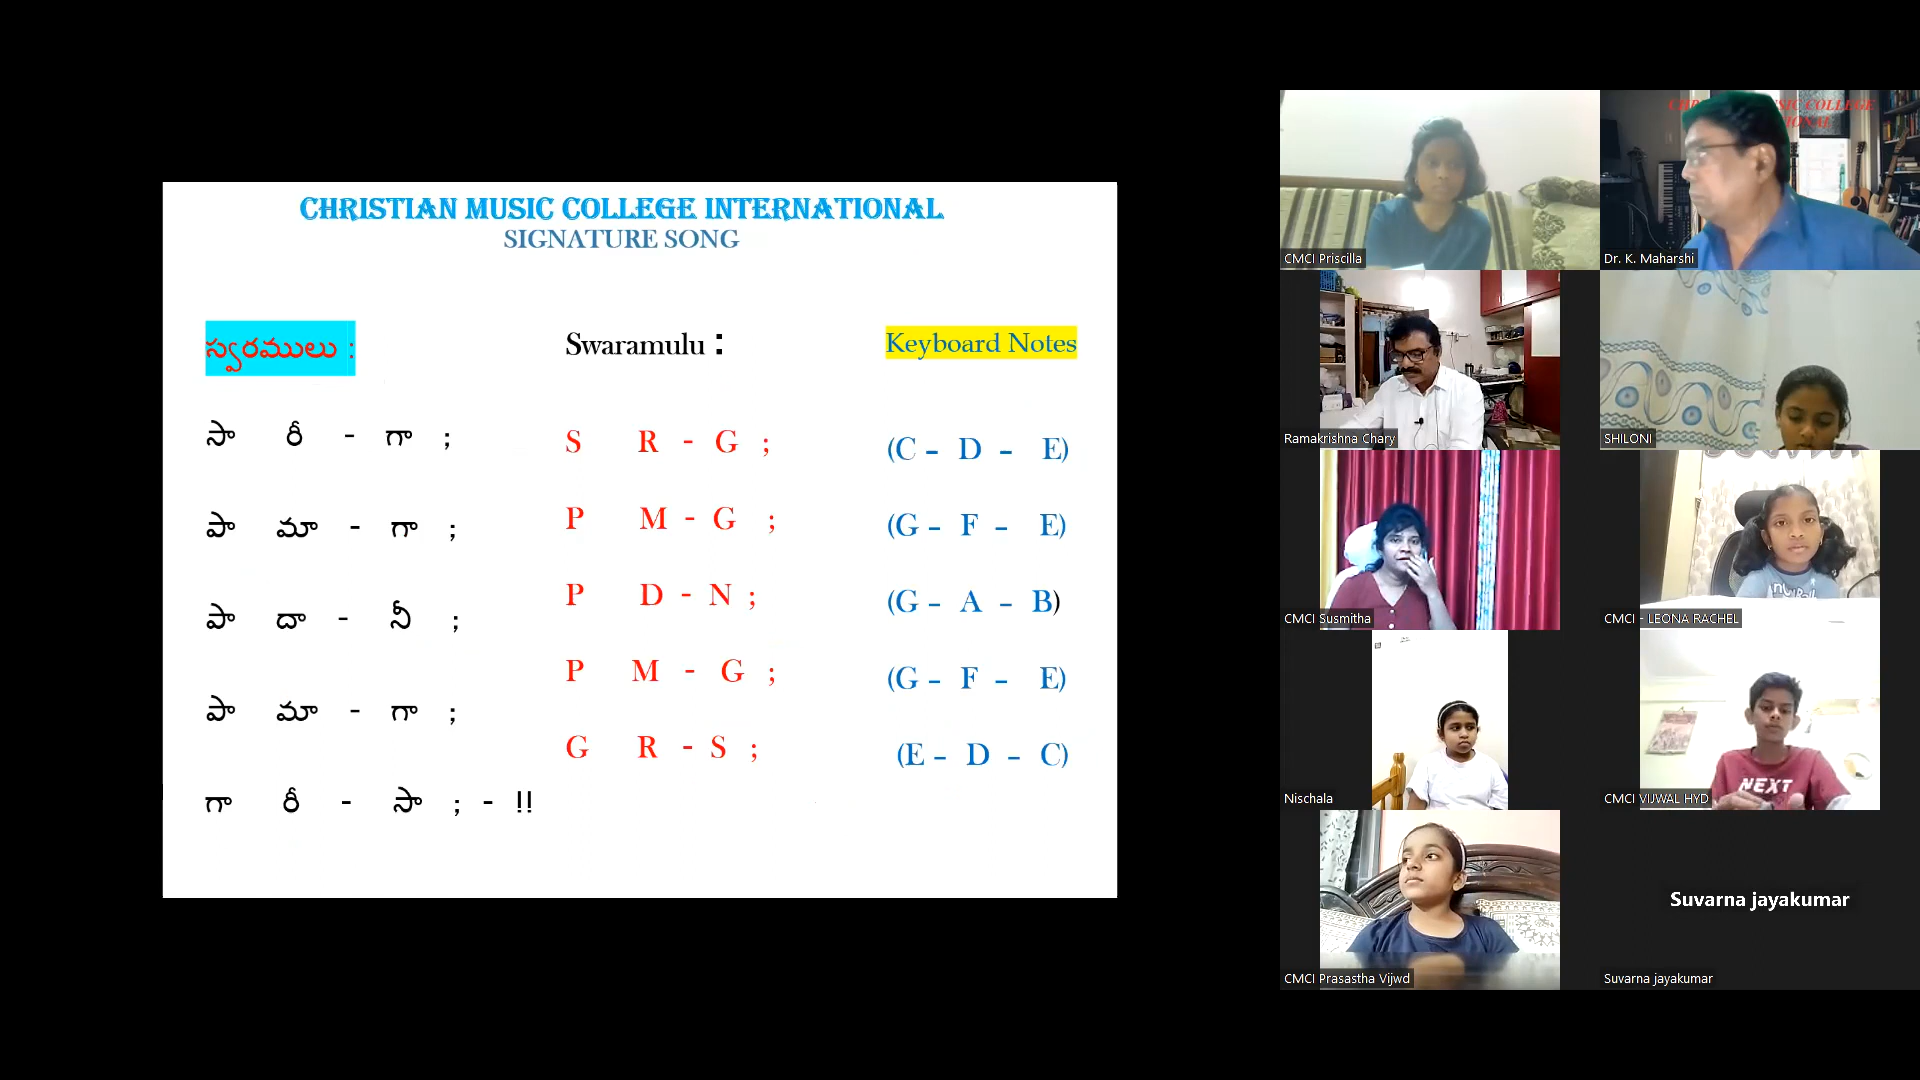 CHRISTIAN MUSIC COLLEGE INTERNATIONAL
SIGNATURE SONG
స్వరములు :
సా రీ - గా ;
పా మా - గా ;
పా దా - నీ ;
పా మా - గా ;
గా రీ - సా ; - !!
Swaramulu :
S R - G ;
P M - G ;
P D - N ;
P M - G ;
G R - S ;
Keyboard Notes
(C – D – E)
(G – F – E)
(G – A – B)
(G – F – E)
(E – D – C)
CMCI Priscilla
Dr. K. Maharshi
Ramakrishna Chary
SHILONI
CMCI Susmitha
CMCI - LEONA RACHEL
Nischala
NEXT
CMCI VIJWAL HYD
CMCI Prasastha Vijwd
Suvarna jayakumar
Suvarna jayakumar